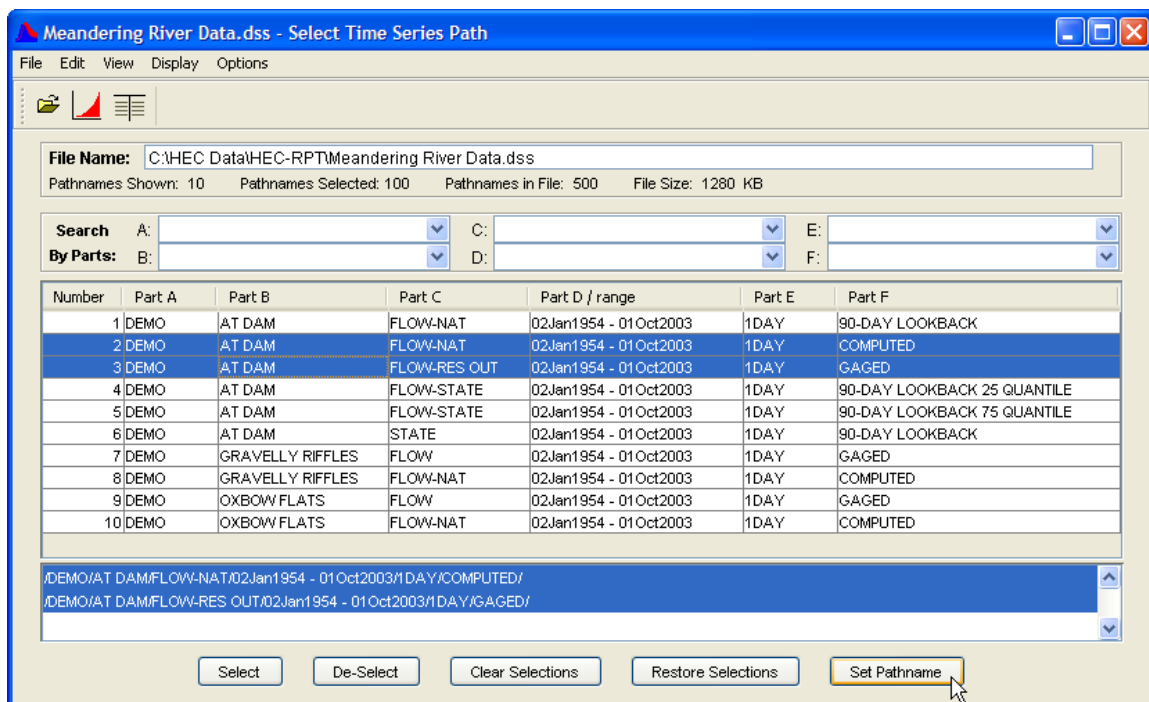 Meandering River Data.dss - Select Time Series Path
File Edit View Display Options
File Name: C:\HEC Data\HEC-RPT\Meandering River Data.dss
Pathnames Shown: 10 Pathnames Selected: 100 Pathnames in File: 500 File Size: 1280 KB
Search A: C: E:
By Parts: B: D: F:
Number Part A Part B Part C Part D / range Part E Part F
1 DEMO AT DAM FLOW-NAT 02Jan1954 - 01Oct2003 1DAY 90-DAY LOOKBACK
2 DEMO AT DAM FLOW-NAT 02Jan1954 - 01Oct2003 1DAY COMPUTED
3 DEMO AT DAM FLOW-RES OUT 02Jan1954 - 01Oct2003 1DAY GAGED
4 DEMO AT DAM FLOW-STATE 02Jan1954 - 01Oct2003 1DAY 90-DAY LOOKBACK 25 QUANTILE
5 DEMO AT DAM FLOW-STATE 02Jan1954 - 01Oct2003 1DAY 90-DAY LOOKBACK 75 QUANTILE
6 DEMO AT DAM STATE 02Jan1954 - 01Oct2003 1DAY 90-DAY LOOKBACK
7 DEMO GRAVELLY RIFFLES FLOW 02Jan1954 - 01Oct2003 1DAY GAGED
8 DEMO GRAVELLY RIFFLES FLOW-NAT 02Jan1954 - 01Oct2003 1DAY COMPUTED
9 DEMO OXBOW FLATS FLOW 02Jan1954 - 01Oct2003 1DAY GAGED
10 DEMO OXBOW FLATS FLOW-NAT 02Jan1954 - 01Oct2003 1DAY COMPUTED
/DEMO/AT DAM/FLOW-NAT/02Jan1954 - 01Oct2003/1DAY/COMPUTED/
/DEMO/AT DAM/FLOW-RES OUT/02Jan1954 - 01Oct2003/1DAY/GAGED/
Select De-Select Clear Selections Restore Selections Set Pathname